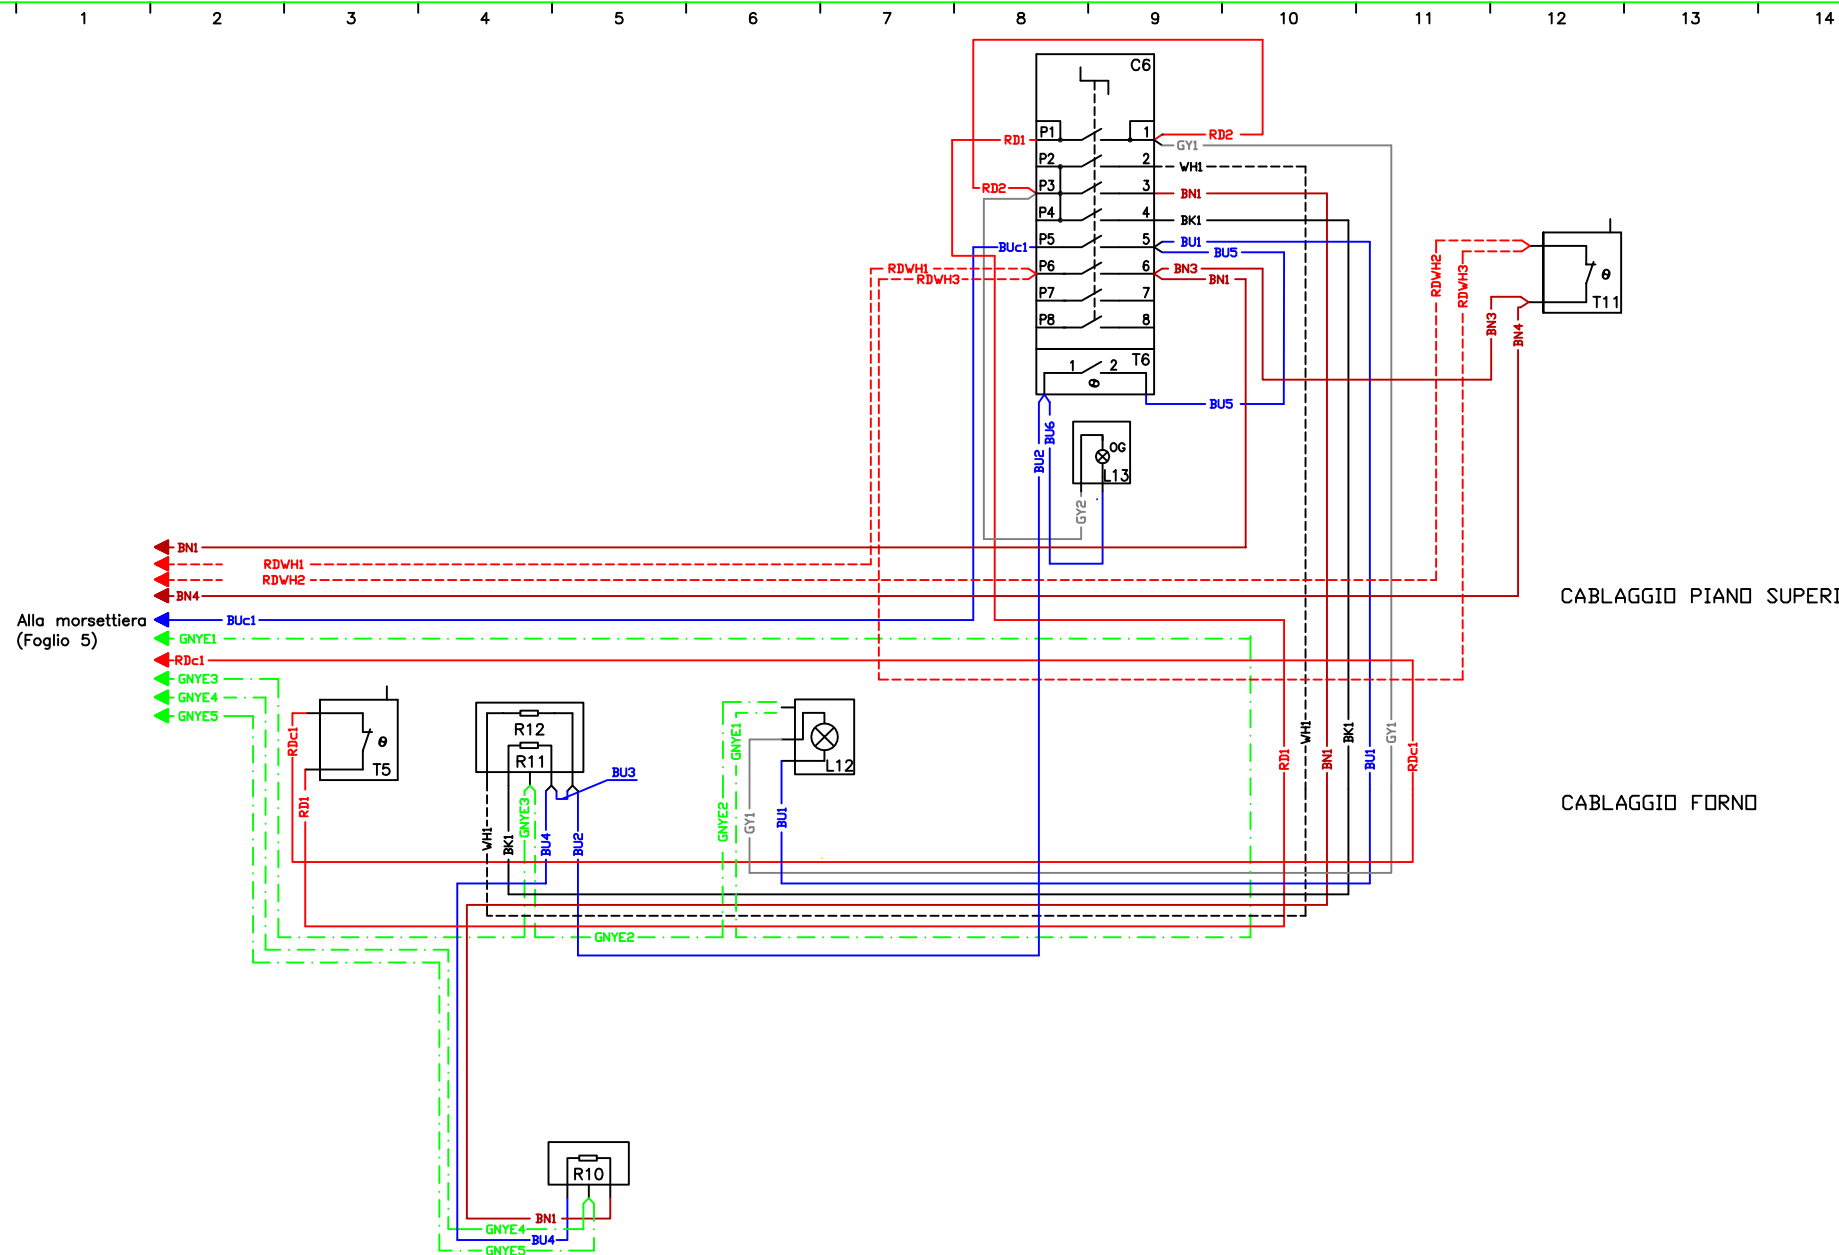 1 2 3 4 5 6 7 8 9 10 11 12 13 14
C6
P1 1
RD1
RD2
GY1
P2 2
WH1
P3 3
RD2
BN1
P4 4
BK1
P5 5
BUc1
BU1
BU5
P6 6
RDWH1
RDWH3
BN3
BN1
P7 7
P8 8
T6
1 2
θ
BU5
BU6
BU2
OG
L13
GY2
RDWH2
RDWH3
θ
T11
BN3
BN4
BN1
RDWH1
RDWH2
BN4
CABLAGGIO PIANO SUPERI
Alla morsettiera
(Foglio 5)
BUc1
GNYE1
RDc1
GNYE3
GNYE4
GNYE5
RDc1
θ
T5
RD1
R12
R11
BU3
WH1
BK1
GNYE3
BU4
BU2
GNYE1
GNYE2
GY1
BU1
L12
RD1
WH1
BN1
BK1
BU1
GY1
RDc1
CABLAGGIO FORNO
GNYE2
R10
BN1
GNYE4
BU4
GNYE5